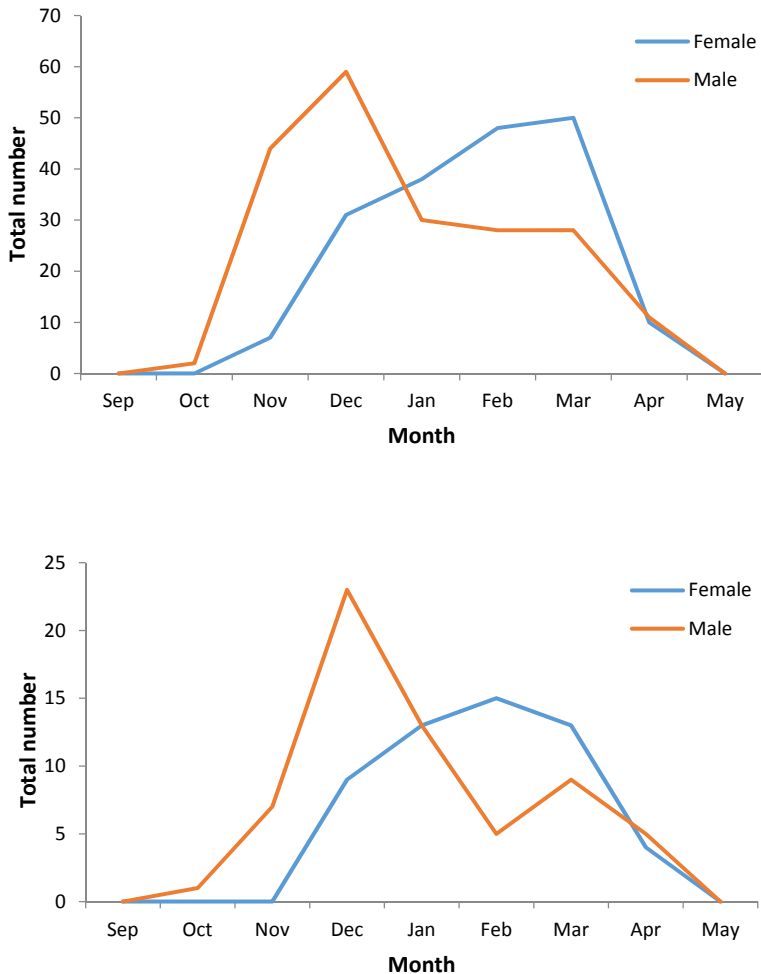 70
60
50
40
30
20
10
0
Total number
Female
Male
Sep Oct Nov Dec Jan Feb Mar Apr May
Month
25
20
15
10
5
0
Total number
Female
Male
Sep Oct Nov Dec Jan Feb Mar Apr May
Month